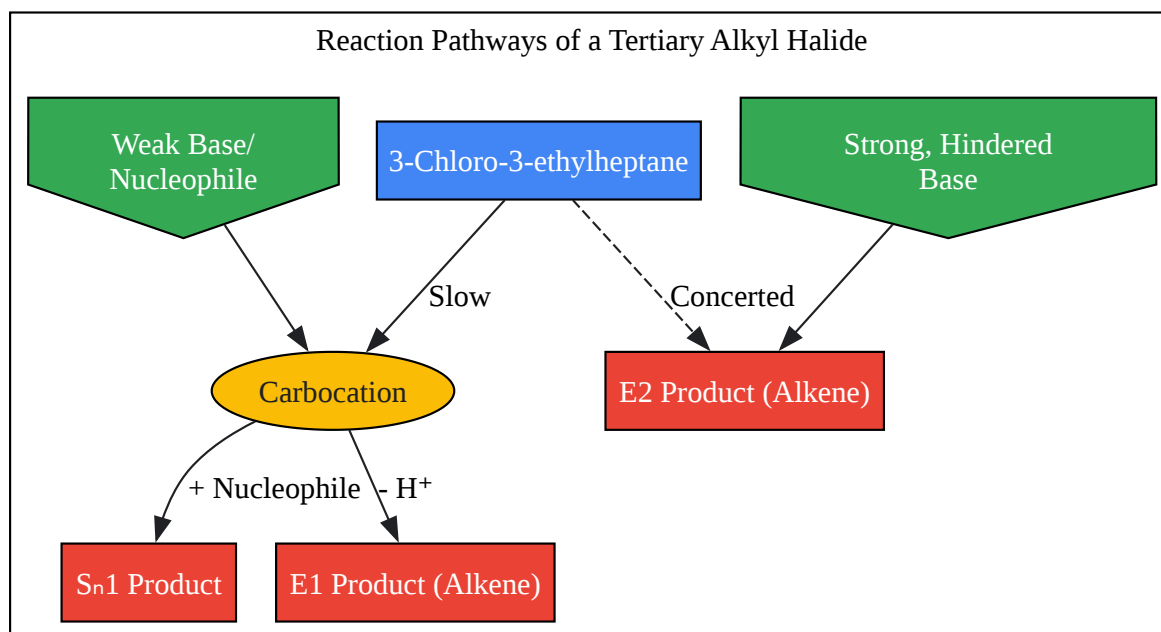 Reaction Pathways of a Tertiary Alkyl Halide
Weak Base/
Nucleophile
3-Chloro-3-ethylheptane
Strong, Hindered
Base
Slow
Concerted
Carbocation
E2 Product (Alkene)
+ Nucleophile
- H⁺
Sₙ1 Product
E1 Product (Alkene)